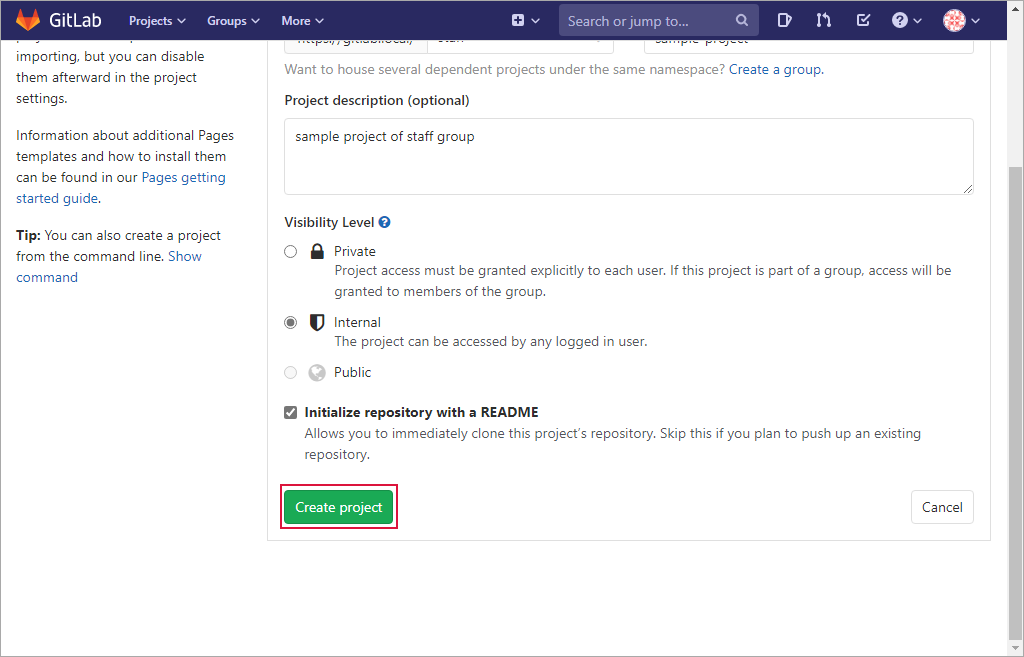 GitLab
Projects
Groups
More
Search or jump to...
importing, but you can disable
them afterward in the project
settings.
Information about additional Pages
templates and how to install them
can be found in our Pages getting
started guide.
Tip: You can also create a project
from the command line. Show
command
Want to house several dependent projects under the same namespace? Create a group.
Project description (optional)
sample project of staff group
Visibility Level
Private
Project access must be granted explicitly to each user. If this project is part of a group, access will be
granted to members of the group.
Internal
The project can be accessed by any logged in user.
Public
Initialize repository with a README
Allows you to immediately clone this project's repository. Skip this if you plan to push up an existing
repository.
Create project
Cancel